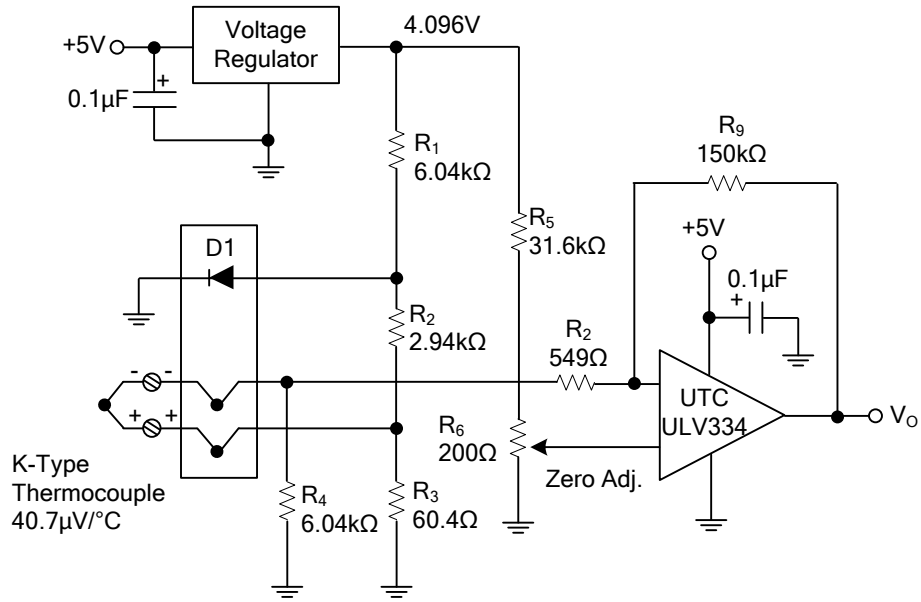 Voltage
Regulator
+5V
4.096V
+
0.1µF
R1
6.04kΩ
R9
150kΩ
D1
R5
31.6kΩ
+5V
0.1µF
+
R2
2.94kΩ
R2
549Ω
- -
+ +
UTC
ULV334
VO
K-Type
Thermocouple
40.7µV/°C
R6
200Ω
Zero Adj.
R4
6.04kΩ
R3
60.4Ω